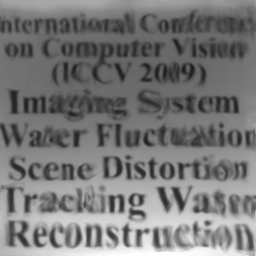 International Conference
on Computer Vision
(ICCV 2009)
Imaging System
Water Fluctuation
Scene Distortion
Tracking Water
Reconstruction